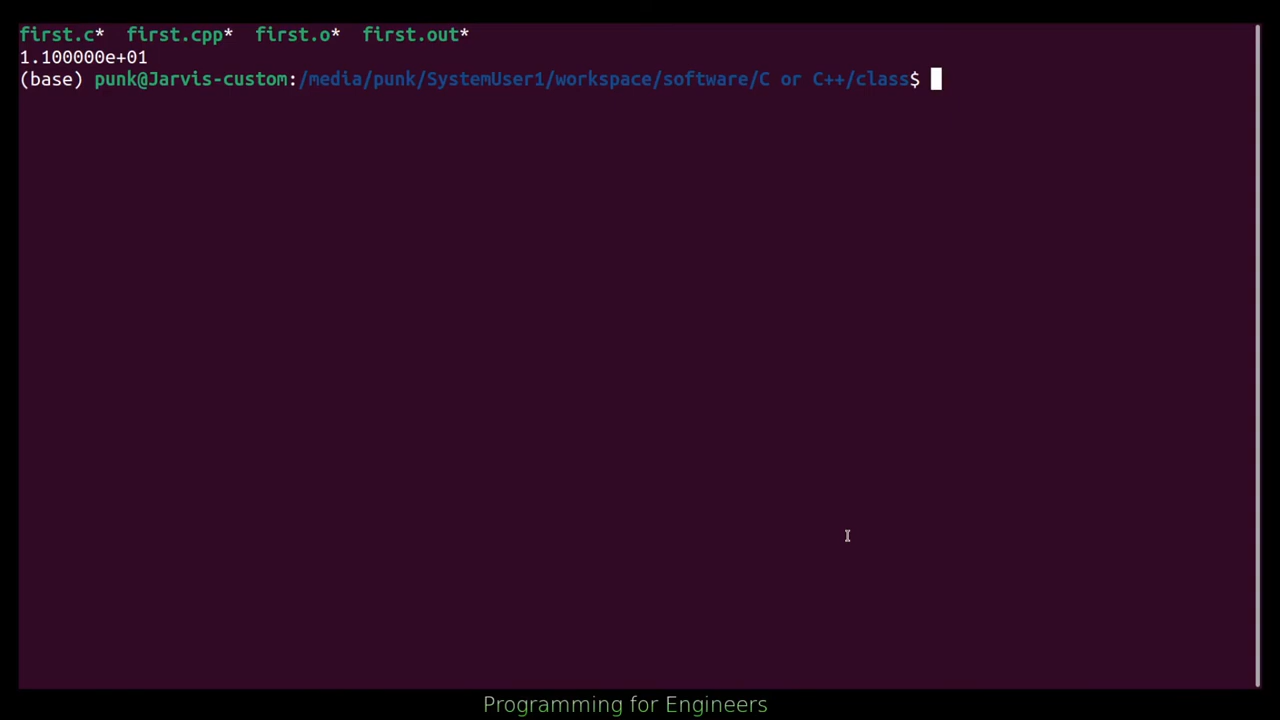 first.c*  first.cpp*  first.o*  first.out*
1.100000e+01
(base) punk@Jarvis-custom:/media/punk/SystemUser1/workspace/software/C or C++/class$
Programming for Engineers